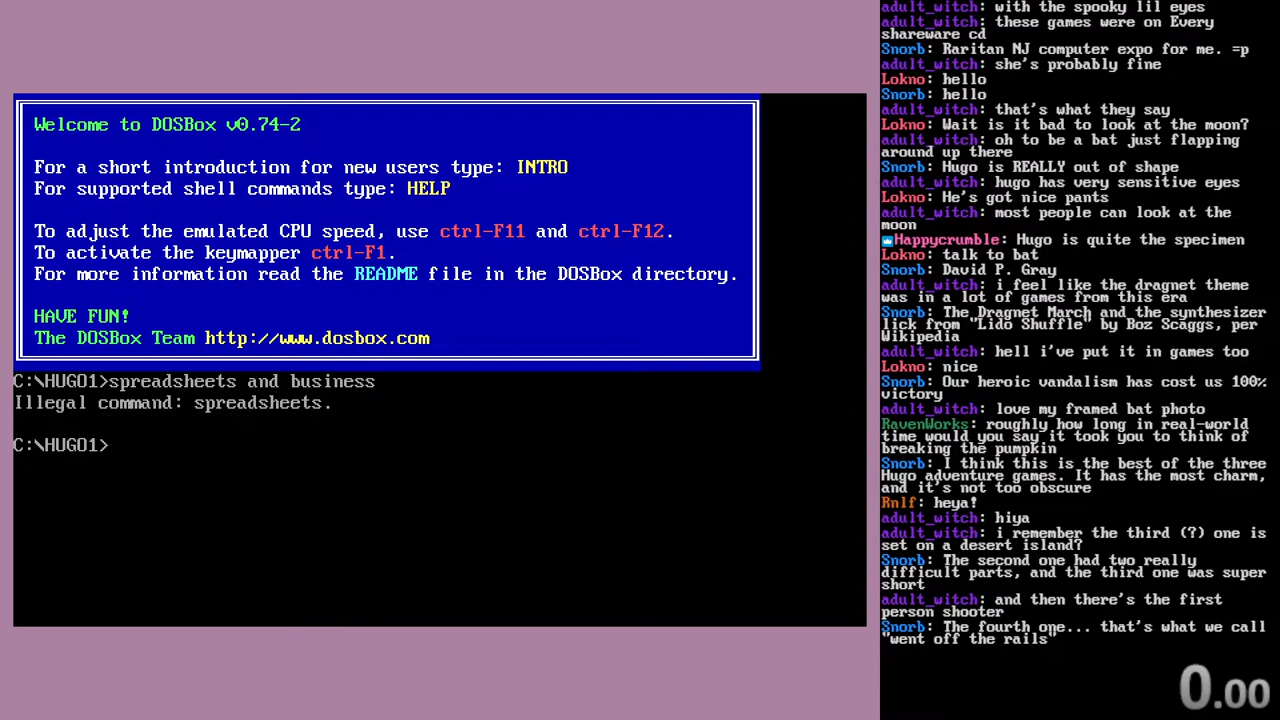 Welcome to DOSBox v0.74-2
For a short introduction for new users type: INTRO
For supported shell commands type: HELP
To adjust the emulated CPU speed, use ctrl-F11 and ctrl-F12.
To activate the keymapper ctrl-F1.
For more information read the README file in the DOSBox directory.
HAVE FUN!
The DOSBox Team http://www.dosbox.com
C:\HUGO1>spreadsheets and business
Illegal command: spreadsheets.
C:\HUGO1>
adult_witch: with the spooky lil eyes
adult_witch: these games were on Every
shareware cd
Snorb: Raritan NJ computer expo for me. =p
adult_witch: she's probably fine
Lokno: hello
Snorb: hello
adult_witch: that's what they say
Lokno: Wait is it bad to look at the moon?
adult_witch: oh to be a bat just flapping
around up there
Snorb: Hugo is REALLY out of shape
adult_witch: hugo has very sensitive eyes
Lokno: He's got nice pants
adult_witch: most people can look at the
moon
Happycrumble: Hugo is quite the specimen
Lokno: talk to bat
Snorb: David P. Gray
adult_witch: i feel like the dragnet theme
was in a lot of games from this era
Snorb: The Dragnet March and the synthesizer
lick from "Lido Shuffle" by Boz Scaggs, per
Wikipedia
adult_witch: hell i've put it in games too
Lokno: nice
Snorb: Our heroic vandalism has cost us 100%
victory
adult_witch: love my framed bat photo
RavenWorks: roughly how long in real-world
time would you say it took you to think of
breaking the pumpkin
Snorb: I think this is the best of the three
Hugo adventure games. It has the most charm,
and it's not too obscure
Rnlf: heya!
adult_witch: hiya
adult_witch: i remember the third (?) one is
set on a desert island?
Snorb: The second one had two really
difficult parts, and the third one was super
short
adult_witch: and then there's the first
person shooter
Snorb: The fourth one... that's what we call
"went off the rails"
0.00